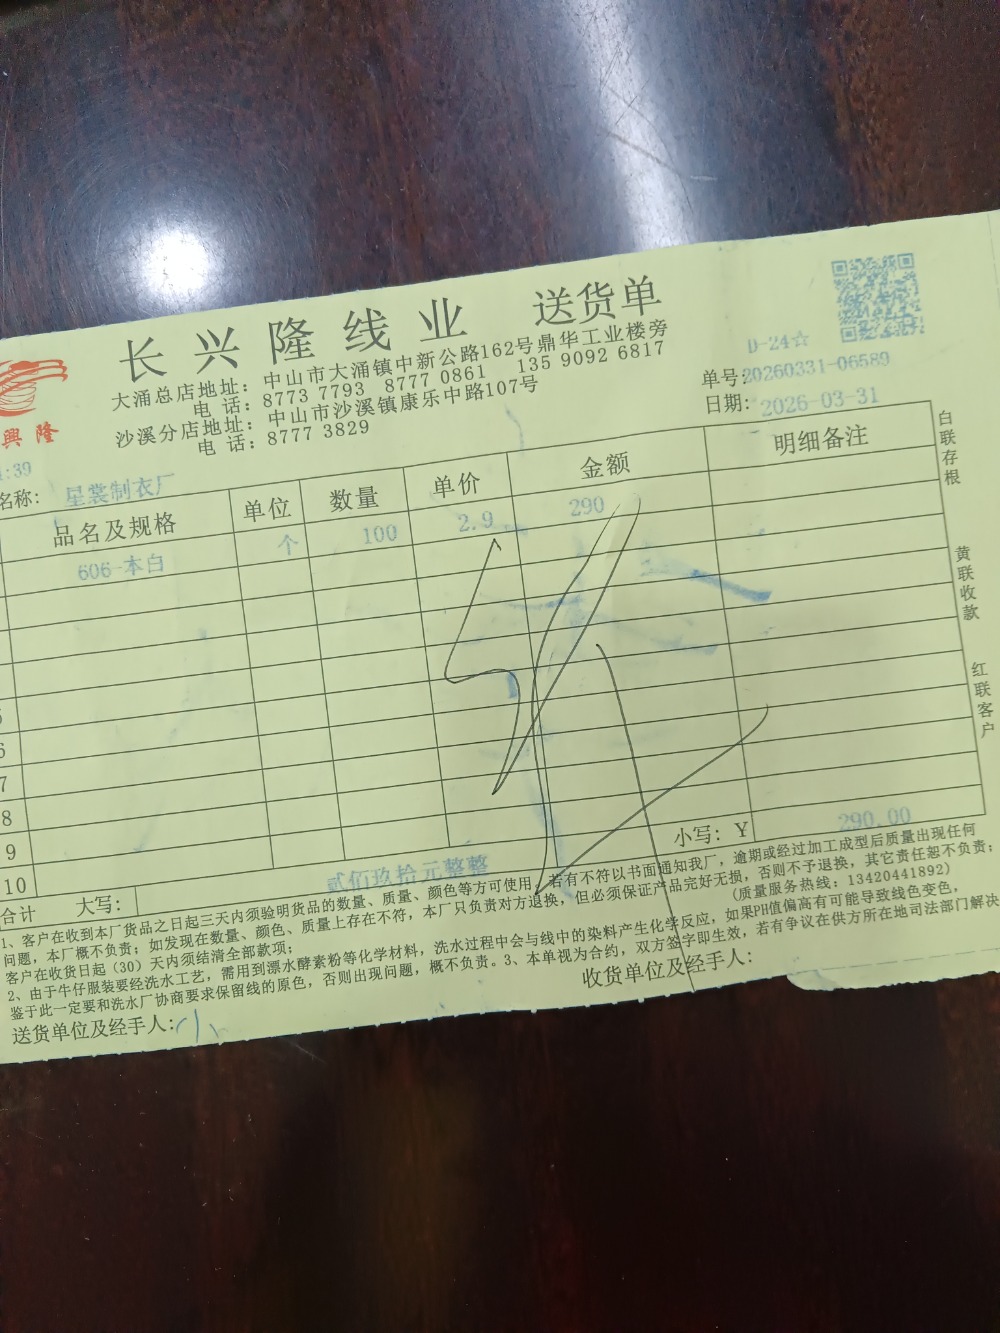 长兴隆线业 送货单
大涌总店地址：中山市大涌镇中新公路162号鼎华工业楼旁
电 话：8773 7793 8777 0861 135 9092 6817
沙溪分店地址：中山市沙溪镇康乐中路107号
电 话：8777 3829
興隆
D-24☆
单号:20260331-06589
日期: 2026-03-31
:39
名称: 星裳制衣厂
品名及规格 单位 数量 单价 金额 明细备注
606-本白 个 100 2.9 290
6
7
8
9
10
合计 大写: 贰佰玖拾元整整 小写：¥ 290.00
白联存根
黄联收款
红联客户
1、客户在收到本厂货品之日起三天内须验明货品的数量、质量、颜色等方可使用，若有不符以书面通知我厂，逾期或经过加工成型后质量出现任何
问题，本厂概不负责；如发现在数量、颜色、质量上存在不符，本厂只负责对方退换，但必须保证产品完好无损，否则不予退换，其它责任恕不负责；
客户在收货日起（30）天内须结清全部款项； (质量服务热线：13420441892)
2、由于牛仔服装要经洗水工艺，需用到漂水酵素粉等化学材料，洗水过程中会与线中的染料产生化学反应，如果PH值偏高有可能导致线色变色，
鉴于此一定要和洗水厂协商要求保留线的原色，否则出现问题，概不负责。3、本单视为合约，双方签字即生效，若有争议在供方所在地司法部门解决
送货单位及经手人： 收货单位及经手人：